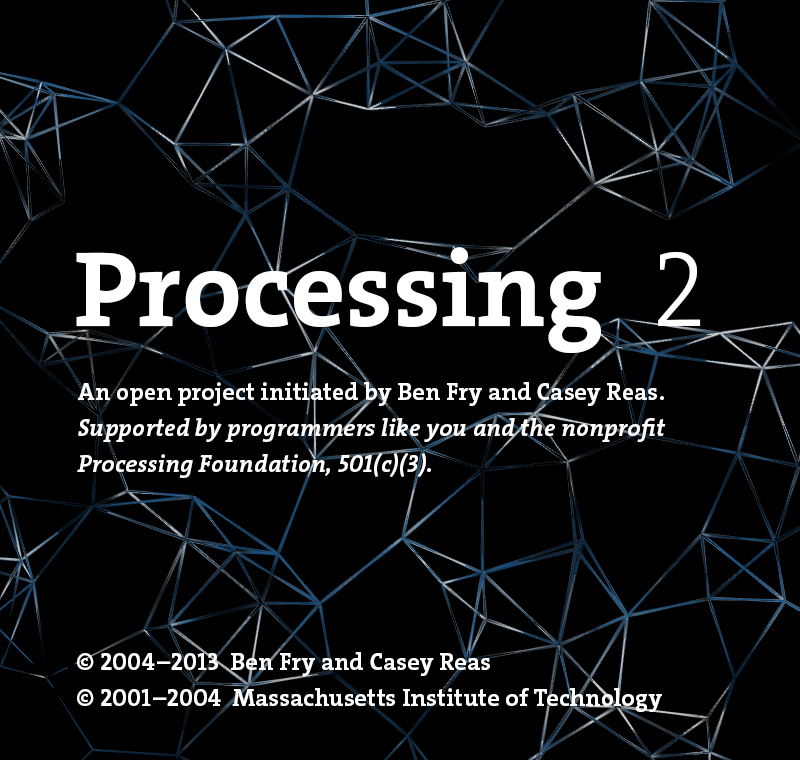 Processing 2
An open project initiated by Ben Fry and Casey Reas.
Supported by programmers like you and the nonprofit
Processing Foundation, 501(c)(3).
© 2004–2013 Ben Fry and Casey Reas
© 2001–2004 Massachusetts Institute of Technology